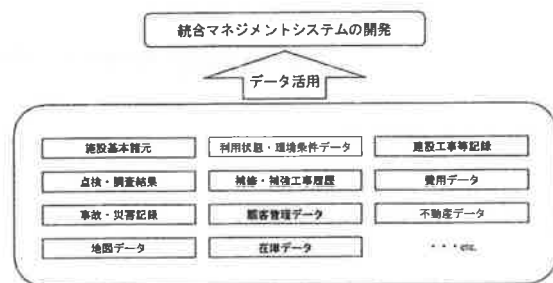 統合マネジメントシステムの開発
データ活用
施設基本諸元
利用状態・環境条件データ
建設工事等記録
点検・調査結果
補修・補強工事履歴
費用データ
事故・災害記録
顧客管理データ
不動産データ
地図データ
在庫データ
・・・etc.